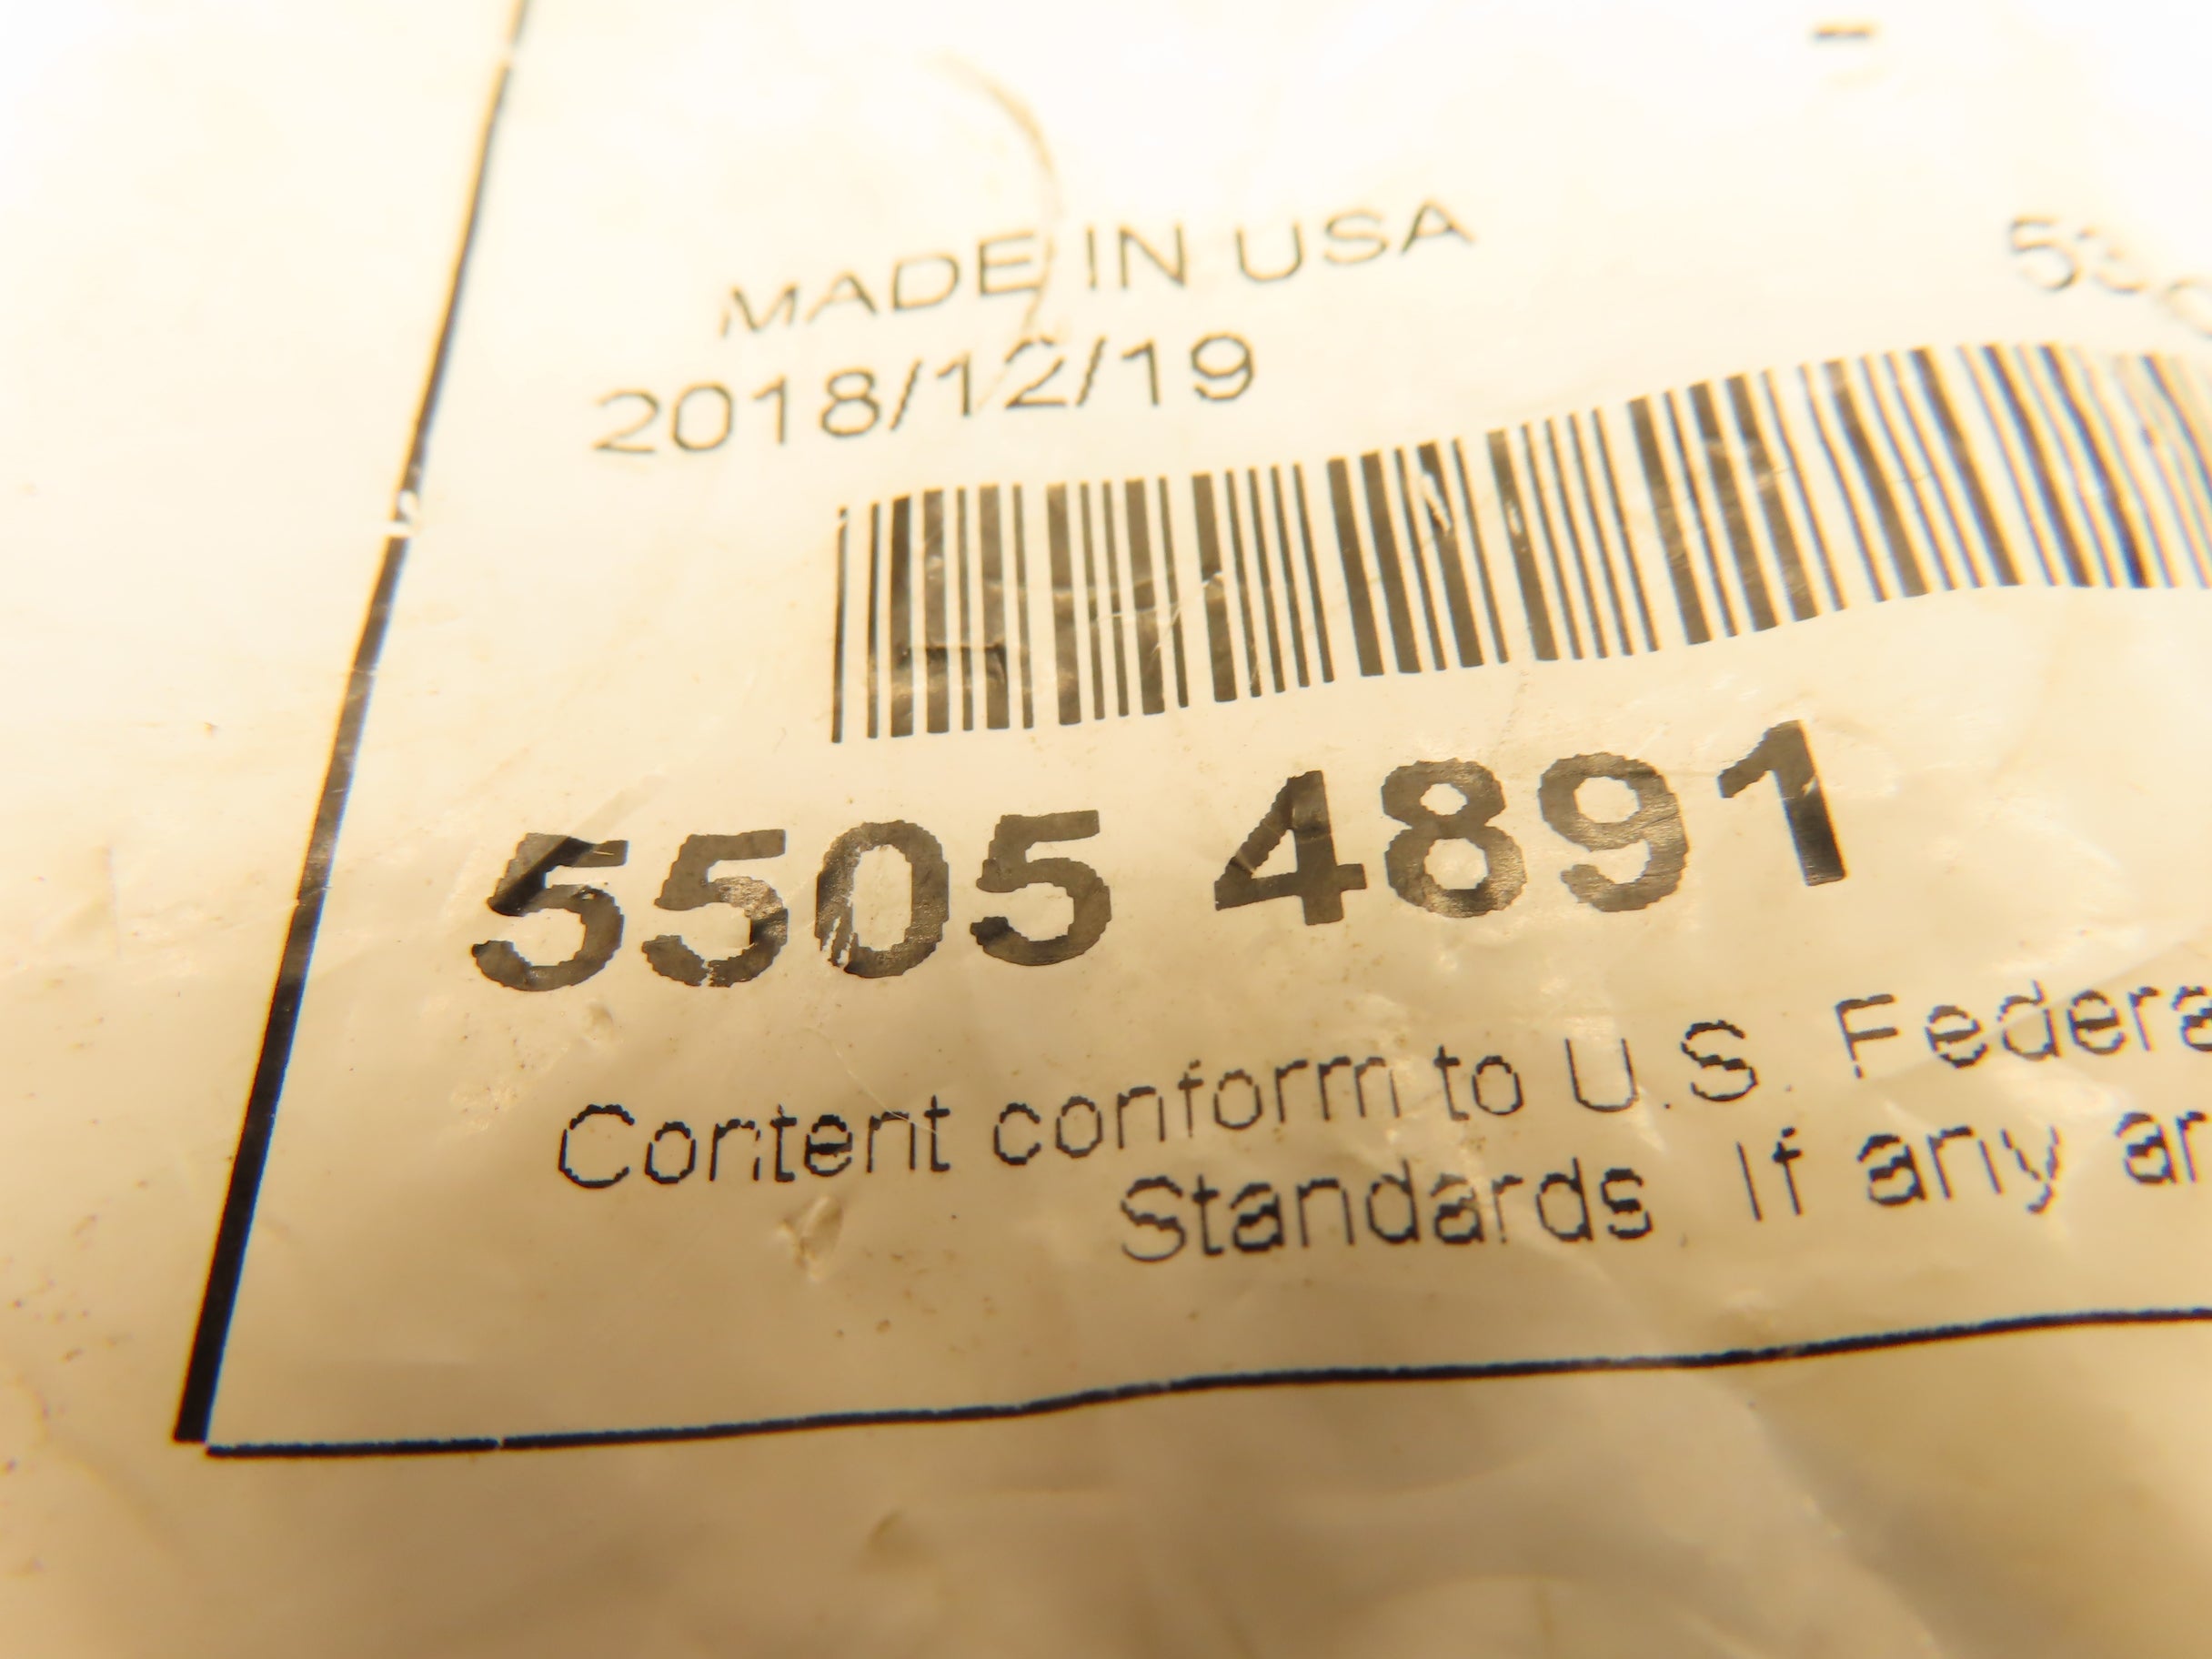 MADE IN USA
2018/12/19
5505 4891
Content conform to U.S. Federa
Standards. If any ar